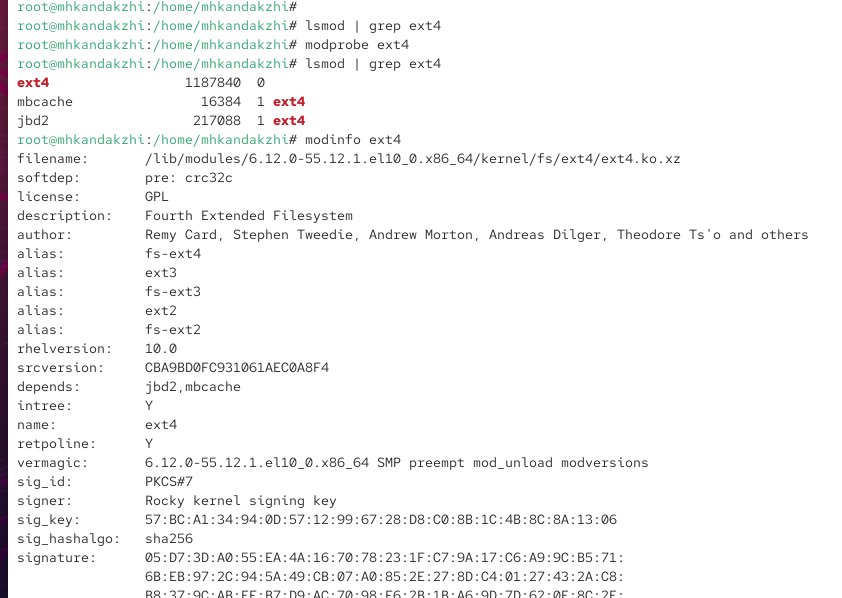 root@mhkandakzhi:/home/mhkandakzhi#
root@mhkandakzhi:/home/mhkandakzhi# lsmod | grep ext4
root@mhkandakzhi:/home/mhkandakzhi# modprobe ext4
root@mhkandakzhi:/home/mhkandakzhi# lsmod | grep ext4
ext4                 1187840  0
mbcache                16384  1 ext4
jbd2                  217088  1 ext4
root@mhkandakzhi:/home/mhkandakzhi# modinfo ext4
filename:       /lib/modules/6.12.0-55.12.1.el10_0.x86_64/kernel/fs/ext4/ext4.ko.xz
softdep:        pre: crc32c
license:        GPL
description:    Fourth Extended Filesystem
author:         Remy Card, Stephen Tweedie, Andrew Morton, Andreas Dilger, Theodore Ts'o and others
alias:          fs-ext4
alias:          ext3
alias:          fs-ext3
alias:          ext2
alias:          fs-ext2
rhelversion:    10.0
srcversion:     CBA9BD0FC931061AEC0A8F4
depends:        jbd2,mbcache
intree:         Y
name:           ext4
retpoline:      Y
vermagic:       6.12.0-55.12.1.el10_0.x86_64 SMP preempt mod_unload modversions
sig_id:         PKCS#7
signer:         Rocky kernel signing key
sig_key:        57:BC:A1:34:94:0D:57:12:99:67:28:D8:C0:8B:1C:4B:8C:8A:13:06
sig_hashalgo:   sha256
signature:      05:D7:3D:A0:55:EA:4A:16:70:78:23:1F:C7:9A:17:C6:A9:9C:B5:71:
6B:EB:97:2C:94:5A:49:CB:07:A0:85:2E:27:8D:C4:01:27:43:2A:C8: